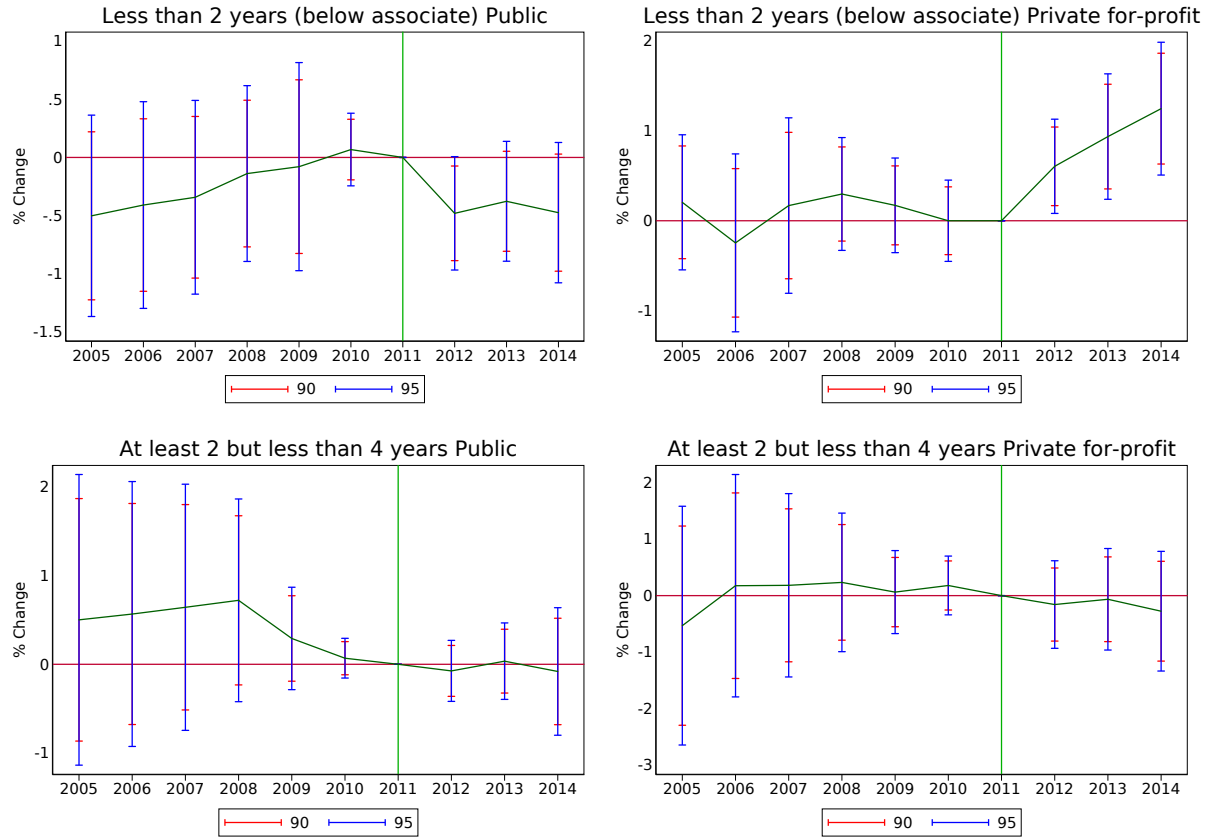 Less than 2 years (below associate) Public
% Change
1
.5
0
-.5
-1
-1.5
2005 2006 2007 2008 2009 2010 2011 2012 2013 2014
90 95
Less than 2 years (below associate) Private for-profit
% Change
2
1
0
-1
2005 2006 2007 2008 2009 2010 2011 2012 2013 2014
90 95
At least 2 but less than 4 years Public
% Change
2
1
0
-1
2005 2006 2007 2008 2009 2010 2011 2012 2013 2014
90 95
At least 2 but less than 4 years Private for-profit
% Change
2
1
0
-1
-2
-3
2005 2006 2007 2008 2009 2010 2011 2012 2013 2014
90 95